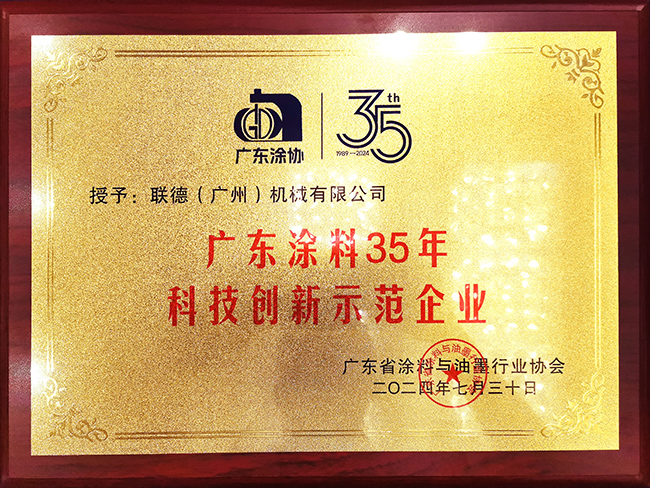 广东涂协
35th
1989-2024
授予：联德（广州）机械有限公司
广东涂料35年
科技创新示范企业
广东省涂料与油墨行业协会
二〇二四年七月三十日